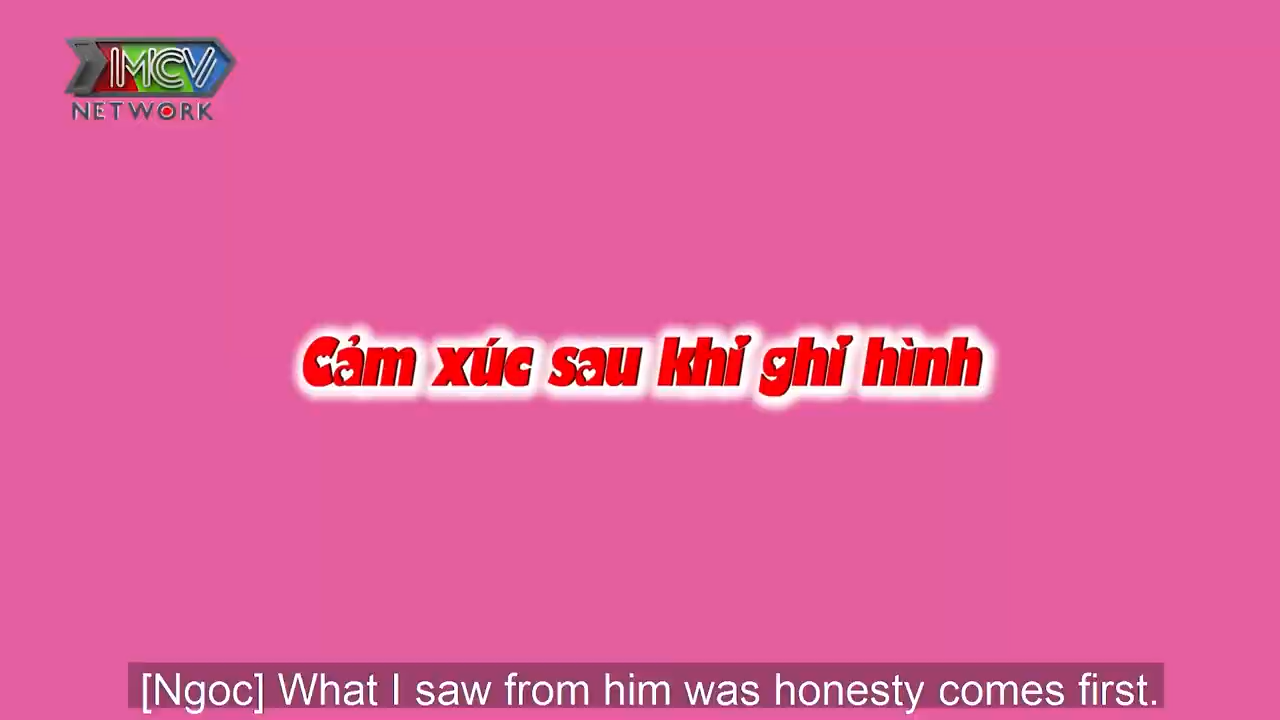 MCV
NETWORK
Cảm xúc sau khi ghi hình
[Ngoc] What I saw from him was honesty comes first.